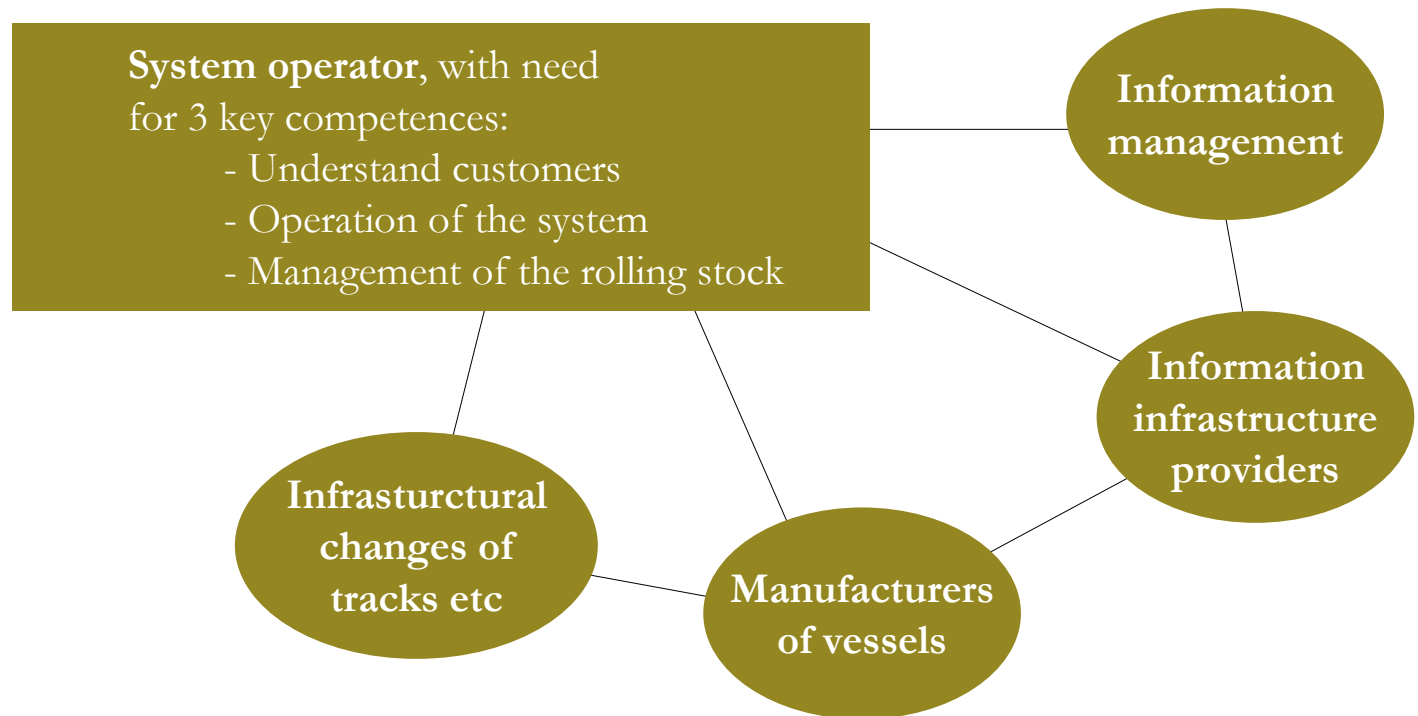 System operator, with need
for 3 key competences:
- Understand customers
- Operation of the system
- Management of the rolling stock
Information
management
Information
infrastructure
providers
Infrasturctural
changes of
tracks etc
Manufacturers
of vessels